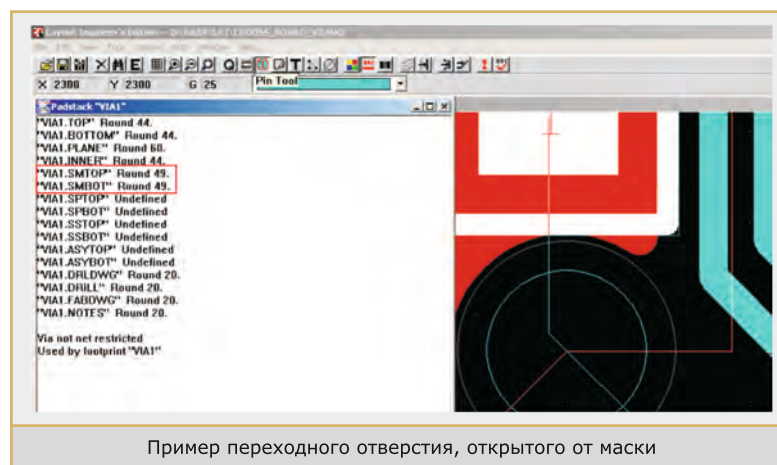 X 2300 Y 2300 G 25 Pin Tool
Padstack "VIA1"
"VIA1.TOP" Round 44.
"VIA1.BOTTOM" Round 44.
"VIA1.PLANE" Round 60.
"VIA1.INNER" Round 44.
"VIA1.SMTOP" Round 49.
"VIA1.SMBOT" Round 49.
"VIA1.SPTOP" Undefined
"VIA1.SPBOT" Undefined
"VIA1.SSTOP" Undefined
"VIA1.SSBOT" Undefined
"VIA1.ASYTOP" Undefined
"VIA1.ASYBOT" Undefined
"VIA1.DRLDWG" Round 20.
"VIA1.DRILL" Round 20.
"VIA1.FABDWG" Round 20.
"VIA1.NOTES" Round 20.
Via not net restricted
Used by footprint "VIA1"
Пример переходного отверстия, открытого от маски